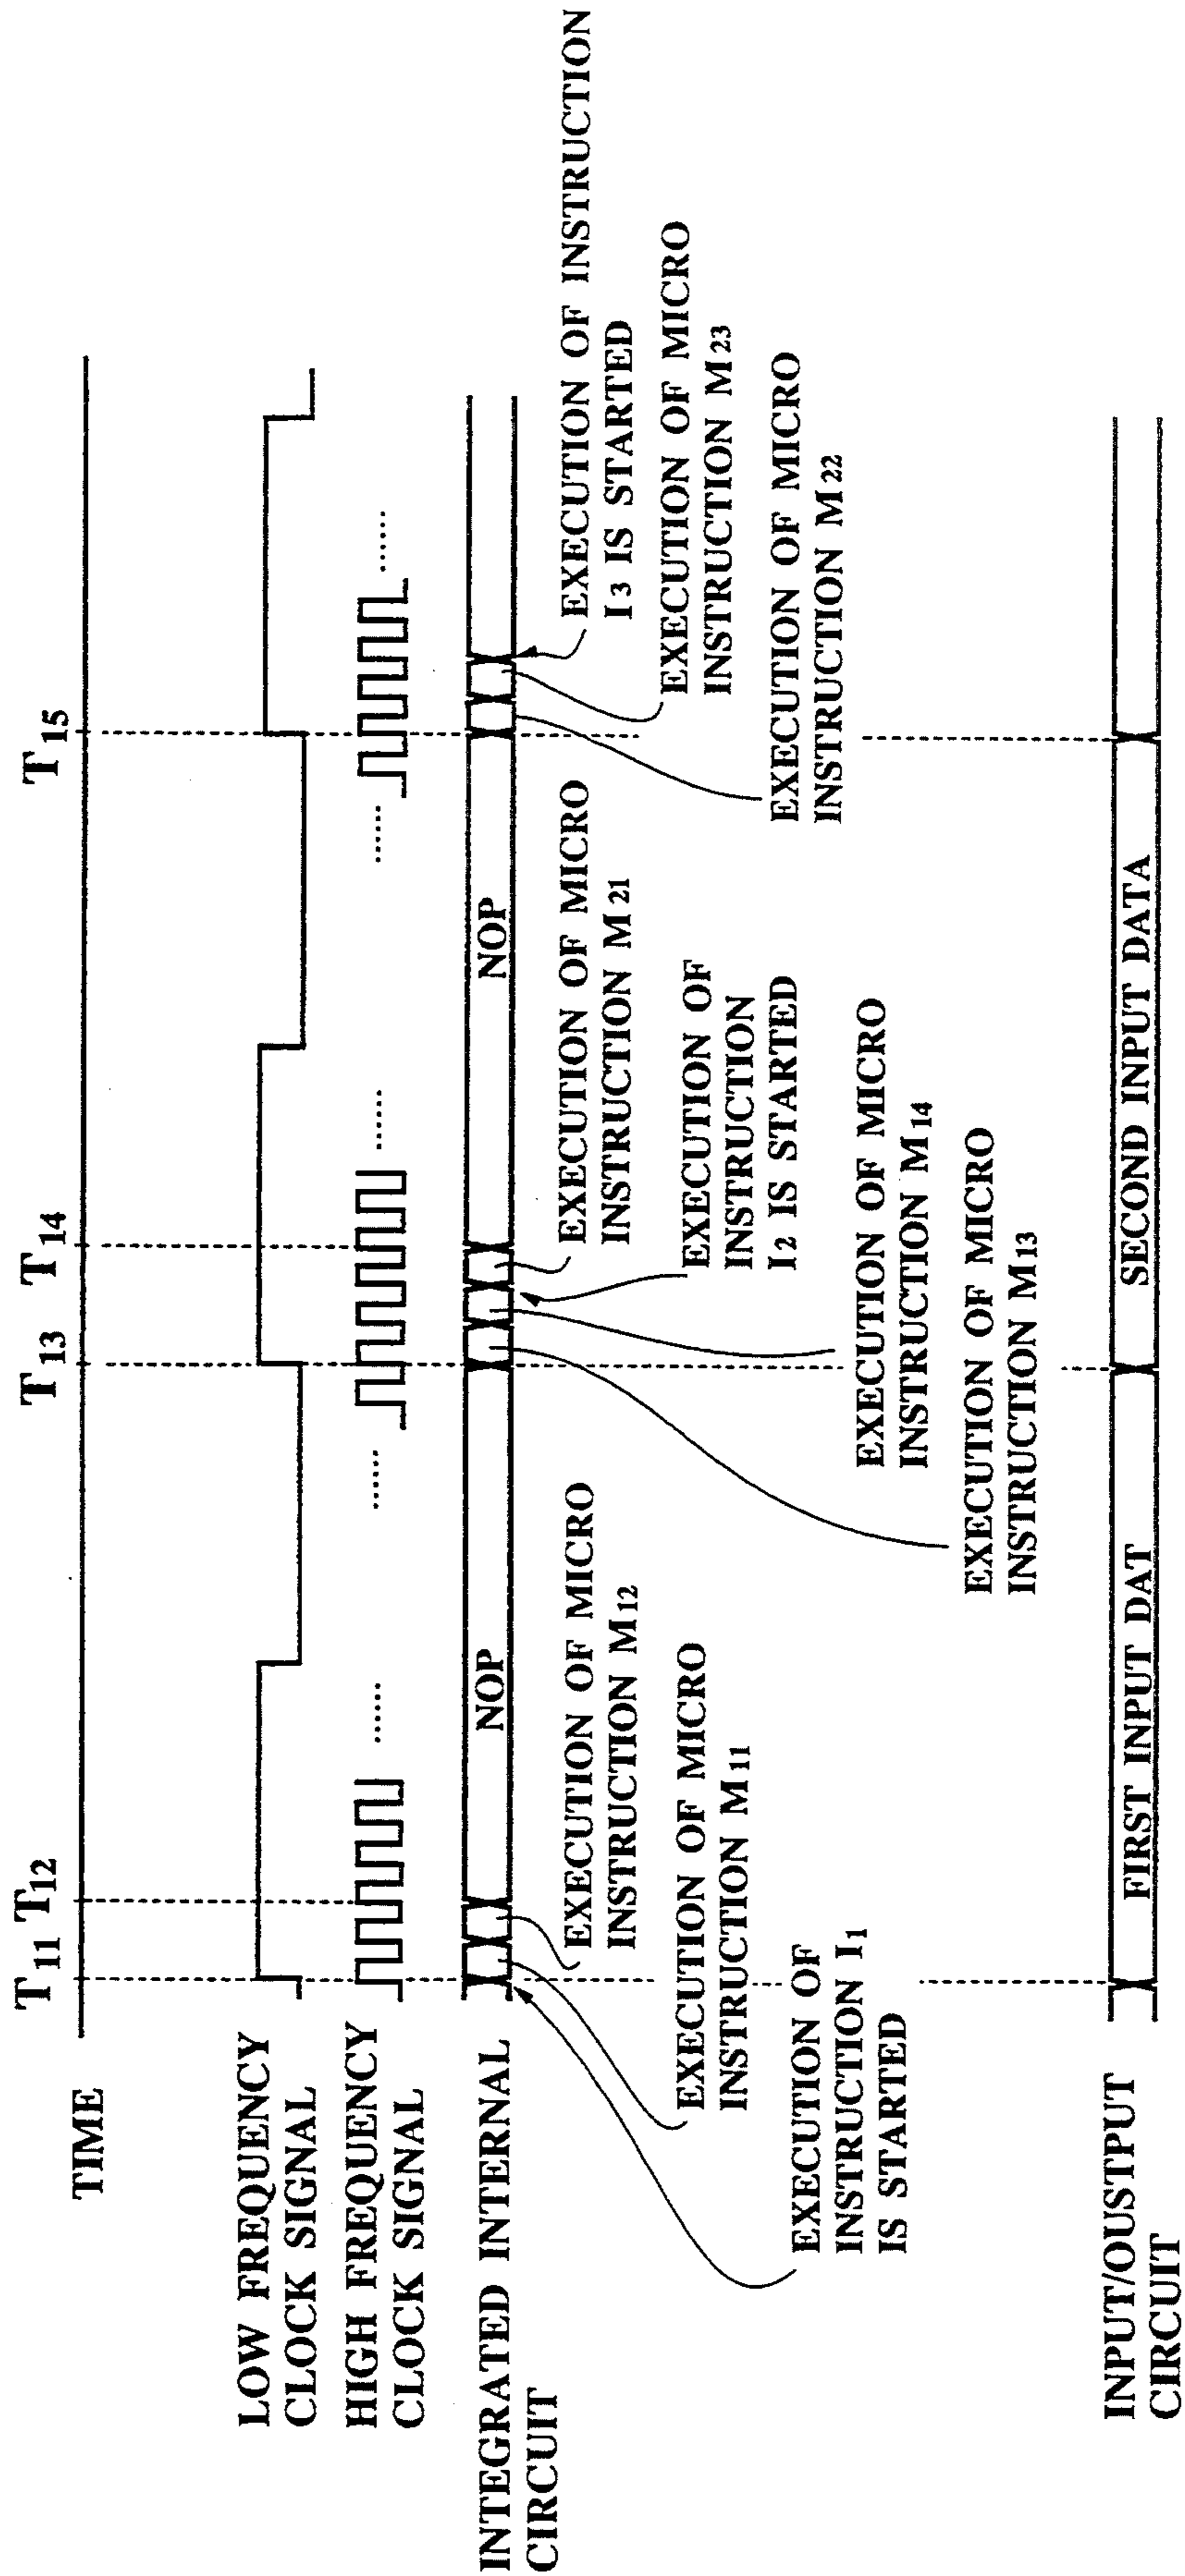 TIME
T11
T12
T13
T14
T15
LOW FREQUENCY
CLOCK SIGNAL
HIGH FREQUENCY
CLOCK SIGNAL
INTEGRATED INTERNAL
CIRCUIT
NOP
NOP
EXECUTION OF MICRO
INSTRUCTION M12
EXECUTION OF MICRO
INSTRUCTION M11
EXECUTION OF
INSTRUCTION I1
IS STARTED
EXECUTION OF MICRO
INSTRUCTION M21
EXECUTION OF
INSTRUCTION
I2 IS STARTED
EXECUTION OF MICRO
INSTRUCTION M14
EXECUTION OF MICRO
INSTRUCTION M13
EXECUTION OF INSTRUCTION
I3 IS STARTED
EXECUTION OF MICRO
INSTRUCTION M23
EXECUTION OF MICRO
INSTRUCTION M22
INPUT/OUSTPUT
CIRCUIT
FIRST INPUT DAT
SECOND INPUT DATA